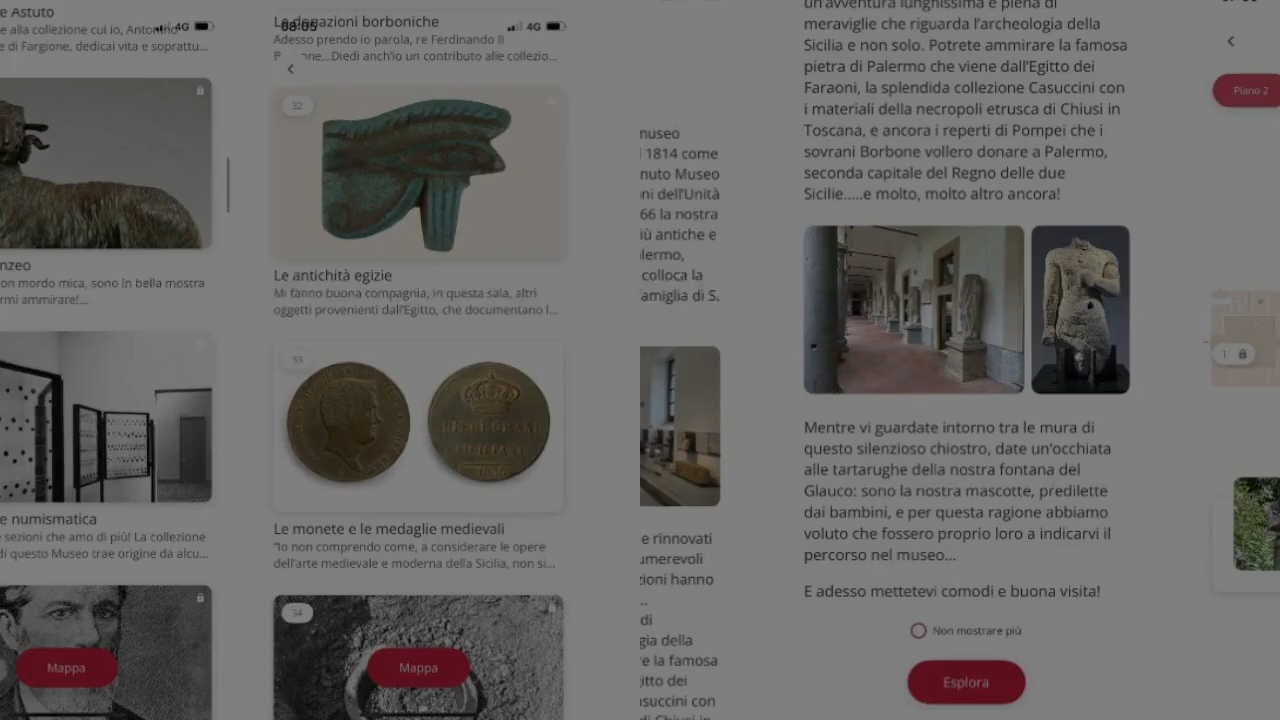 e Astuto
e alla collezione cui io, Antonino
e di Fargione, dedicai vita e soprattu...
4G
nzeo
on mordo mica, sono in bella mostra
rmi ammirare!...
e numismatica
sezioni che amo di più! La collezione
di questo Museo trae origine da alcu...
Mappa
Le donazioni borboniche
08:05
4G
Adesso prendo io parola, re Ferdinando II
...Diedi anch'io un contributo alle collezio...
32
Le antichità egizie
Mi fanno buona compagnia, in questa sala, altri
oggetti provenienti dall'Egitto, che documentano l...
33
Le monete e le medaglie medievali
"Io non comprendo come, a considerare le opere
dell'arte medievale e moderna della Sicilia, non si...
34
Mappa
museo
l 1814 come
nuto Museo
ni dell'Unità
66 la nostra
iù antiche e
lermo,
colloca la
amiglia di S.
e rinnovati
umerevoli
zioni hanno
..
di
gia della
re la famosa
itto dei
asuccini con
di Chiusi in
un'avventura lunghissima e piena di
meraviglie che riguarda l'archeologia della
Sicilia e non solo. Potrete ammirare la famosa
pietra di Palermo che viene dall'Egitto dei
Faraoni, la splendida collezione Casuccini con
i materiali della necropoli etrusca di Chiusi in
Toscana, e ancora i reperti di Pompei che i
sovrani Borbone vollero donare a Palermo,
seconda capitale del Regno delle due
Sicilie.....e molto, molto altro ancora!
Mentre vi guardate intorno tra le mura di
questo silenzioso chiostro, date un'occhiata
alle tartarughe della nostra fontana del
Glauco: sono la nostra mascotte, predilette
dai bambini, e per questa ragione abbiamo
voluto che fossero proprio loro a indicarvi il
percorso nel museo...
E adesso mettetevi comodi e buona visita!
Non mostrare più
Esplora
Piano 2
1